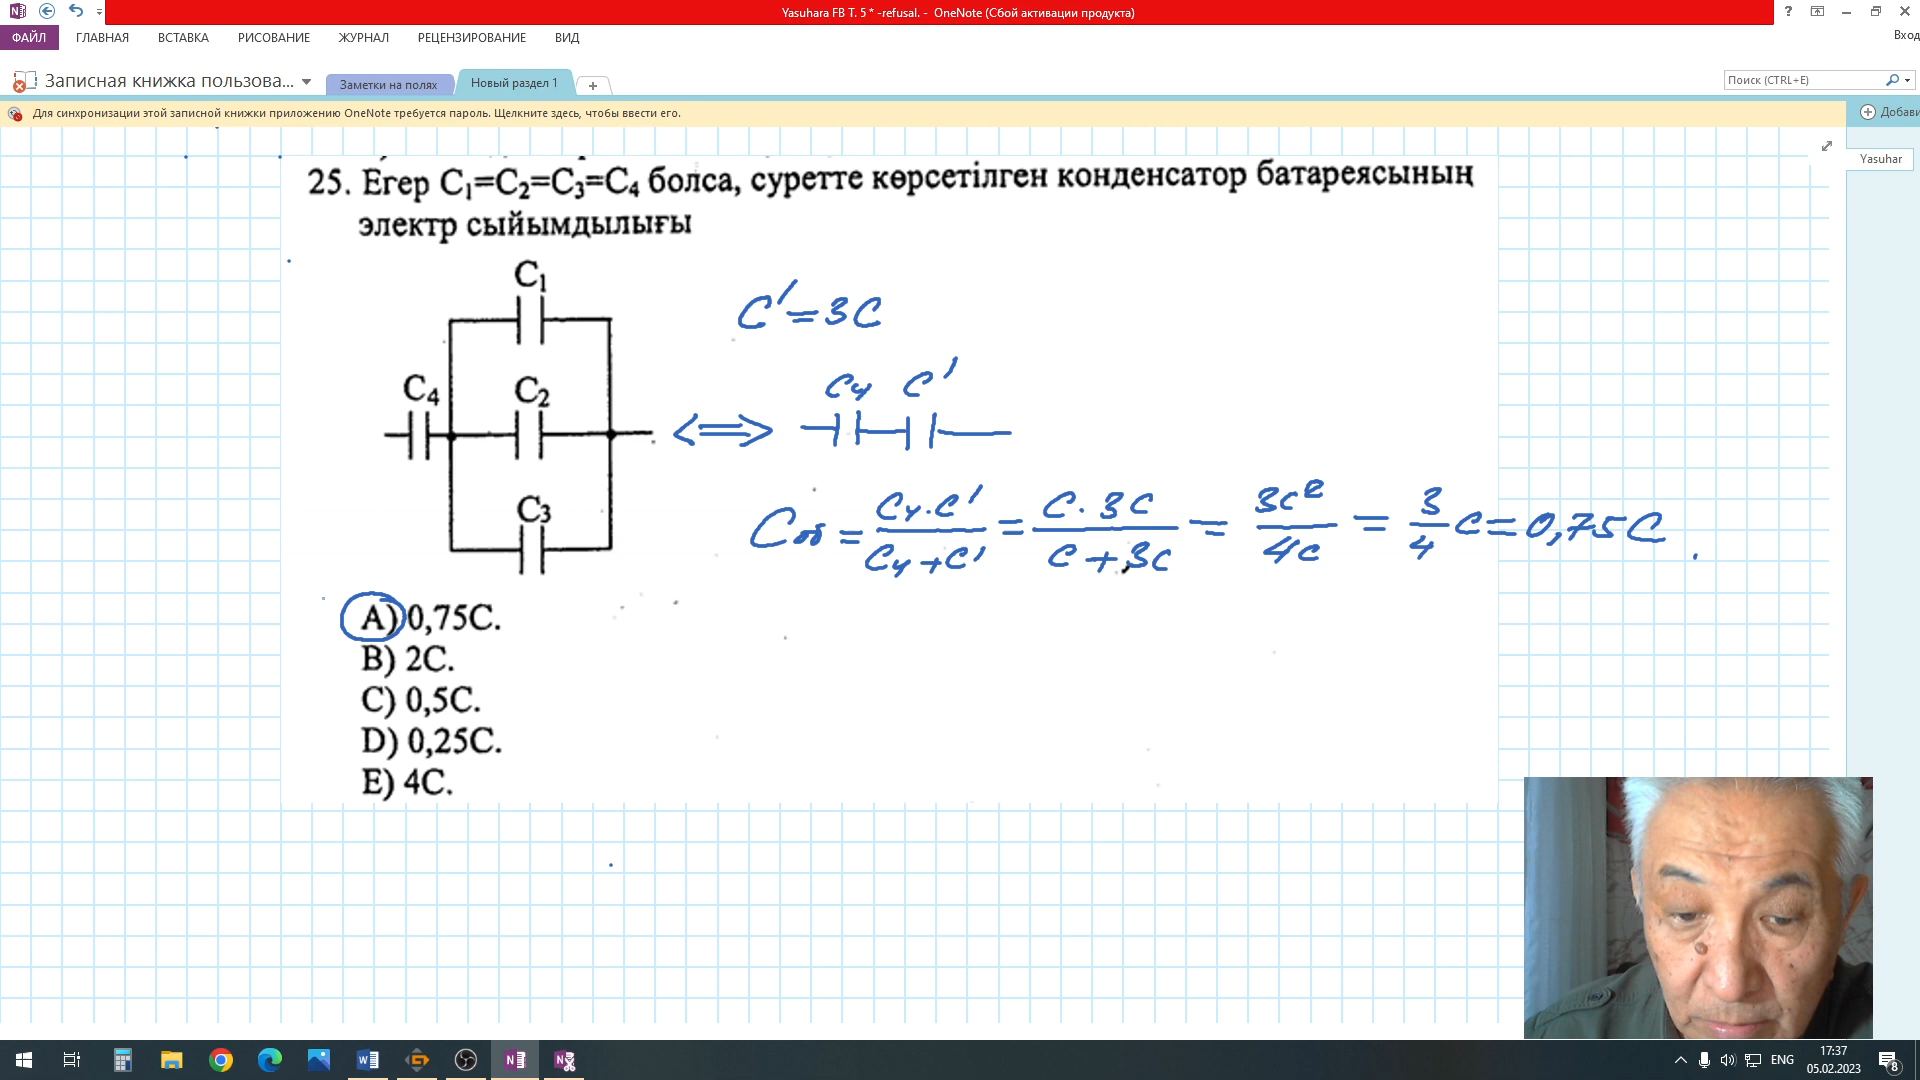 Yasuhara FB T. 5 * -refusal. - OneNote (Сбой активации продукта)
ФАЙЛ ГЛАВНАЯ ВСТАВКА РИСОВАНИЕ ЖУРНАЛ РЕЦЕНЗИРОВАНИЕ ВИД
Вход
Записная книжка пользова... Заметки на полях Новый раздел 1
Поиск (CTRL+E)
Для синхронизации этой записной книжки приложению OneNote требуется пароль. Щелкните здесь, чтобы ввести его.
Добави
Yasuhar
25. Егер C₁=C₂=C₃=C₄ болса, суретте көрсетілген конденсатор батареясының
электр сыйымдылығы
C₁
C' = 3C
C₄ C₂
C₄ C'
C₃
Cоб = C₄·C' / C₄+C' = C·3C / C+3C = 3C² / 4C = 3/4 C = 0,75C.
A) 0,75C.
B) 2C.
C) 0,5C.
D) 0,25C.
E) 4C.
ENG
17:37
05.02.2023
8